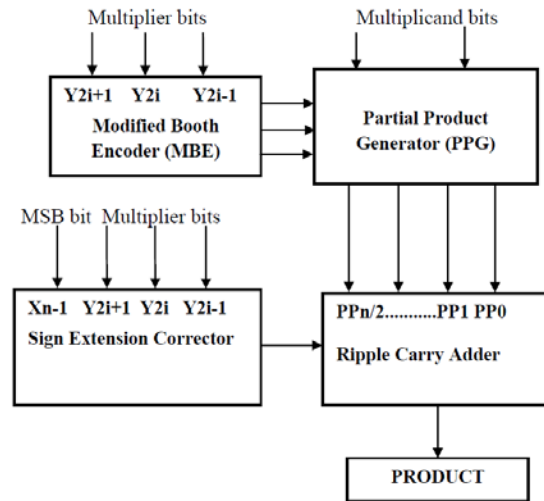 Multiplier bits
Y2i+1 Y2i Y2i-1
Modified Booth
Encoder (MBE)
Multiplicand bits
Partial Product
Generator (PPG)
MSB bit Multiplier bits
Xn-1 Y2i+1 Y2i Y2i-1
Sign Extension Corrector
PPn/2...........PP1 PP0
Ripple Carry Adder
PRODUCT